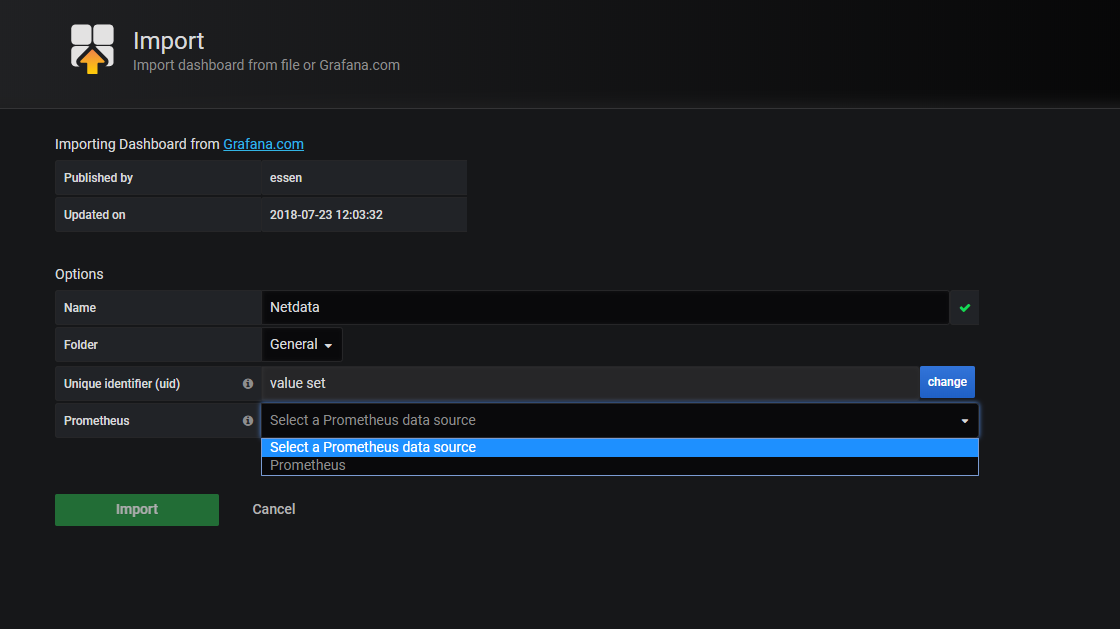 Import
Import dashboard from file or Grafana.com
Importing Dashboard from Grafana.com
Published by essen
Updated on 2018-07-23 12:03:32
Options
Name Netdata
Folder General
Unique identifier (uid) value set change
Prometheus Select a Prometheus data source
Select a Prometheus data source
Prometheus
Import Cancel